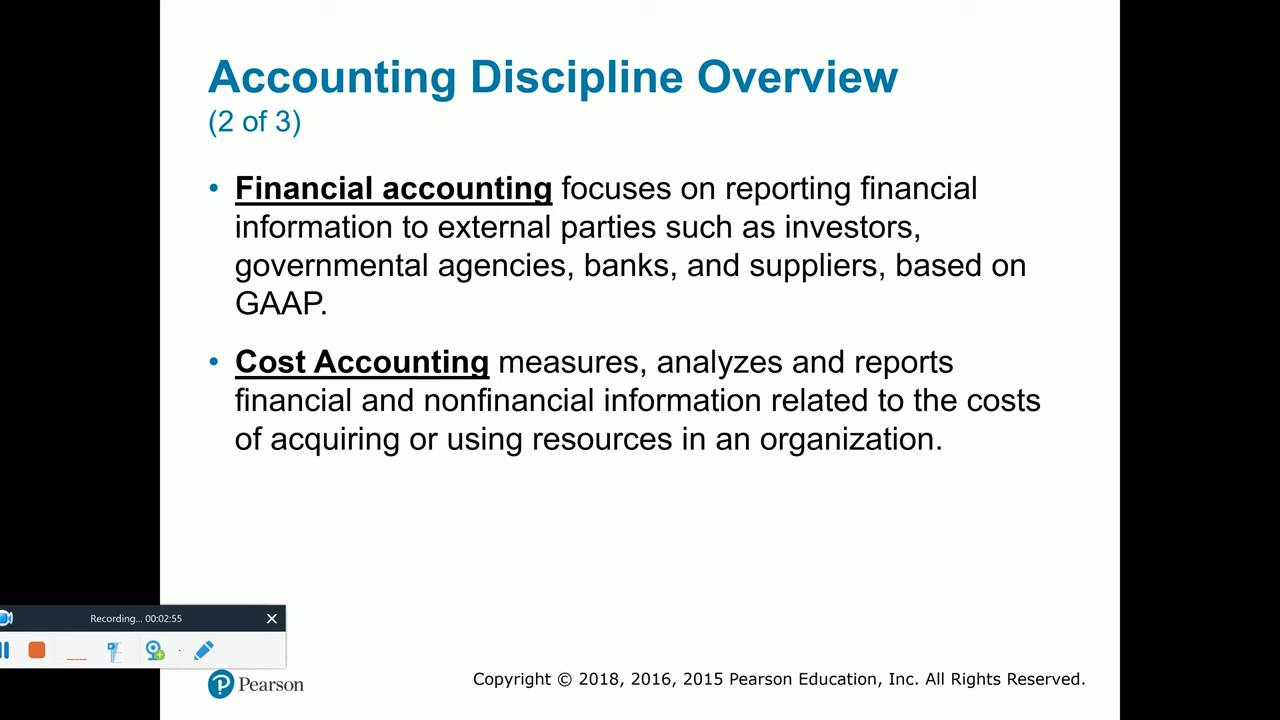 Accounting Discipline Overview
(2 of 3)
• Financial accounting focuses on reporting financial
information to external parties such as investors,
governmental agencies, banks, and suppliers, based on
GAAP.
• Cost Accounting measures, analyzes and reports
financial and nonfinancial information related to the costs
of acquiring or using resources in an organization.
Recording... 00:02:55
Pearson
Copyright © 2018, 2016, 2015 Pearson Education, Inc. All Rights Reserved.